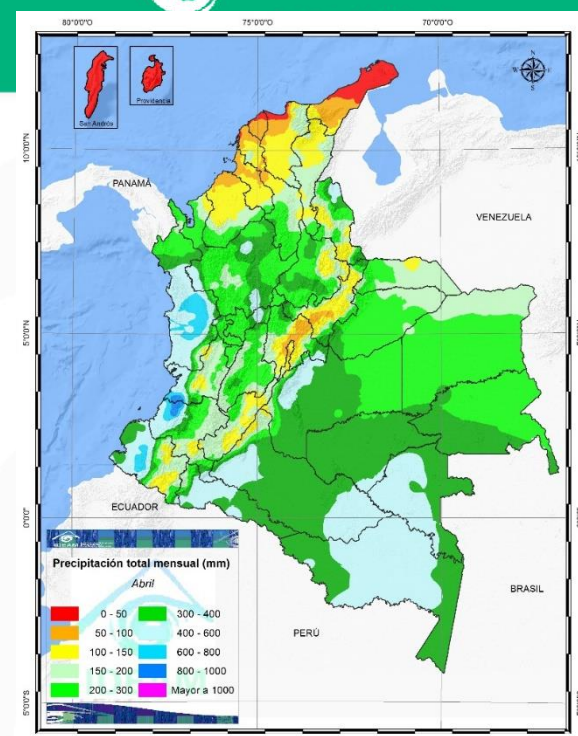 80°0'0"O 75°0'0"O 70°0'0"O
San Andrés
Providencia
N
W E
S
10°0'0"N
PANAMÁ
VENEZUELA
5°0'0"N
ECUADOR
0°0'0"
BRASIL
PERÚ
5°0'0"S
Precipitación total mensual (mm)
Abril
0 - 50
50 - 100
100 - 150
150 - 200
200 - 300
300 - 400
400 - 600
600 - 800
800 - 1000
Mayor a 1000